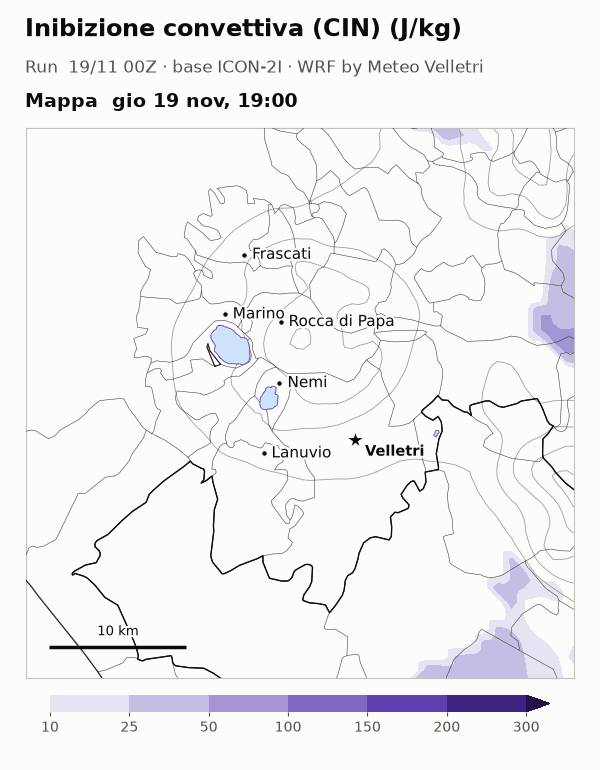 Inibizione convettiva (CIN) (J/kg)
Run  19/11 00Z · base ICON-2I · WRF by Meteo Velletri
Mappa  gio 19 nov, 19:00
Frascati
Marino
Rocca di Papa
Nemi
Velletri
Lanuvio
10 km
10 25 50 100 150 200 300